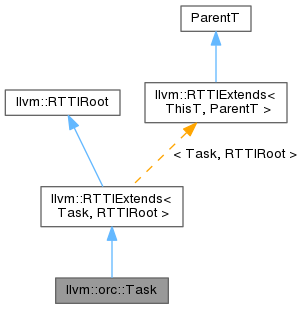 ParentT
llvm::RTTIRoot
llvm::RTTIExtends<
ThisT, ParentT >
< Task, RTTIRoot >
llvm::RTTIExtends<
Task, RTTIRoot >
llvm::orc::Task